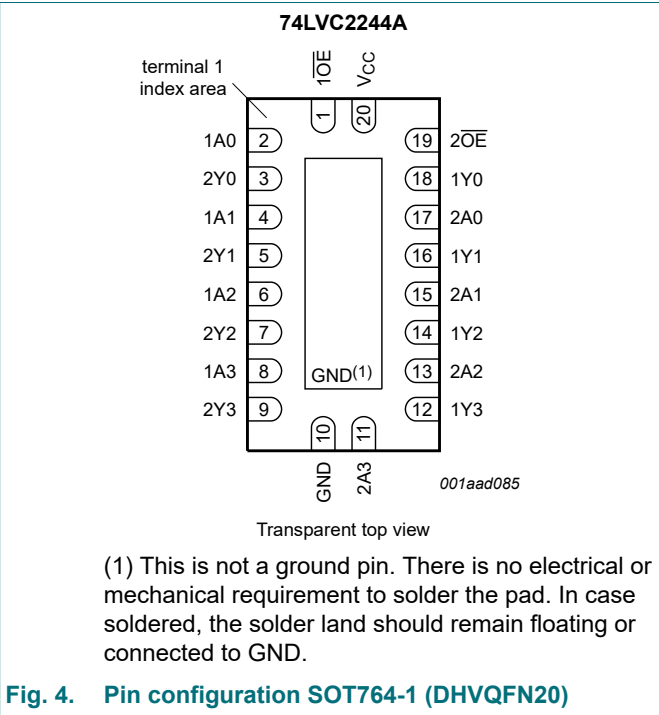 74LVC2244A
terminal 1
index area
1O̅E̅
VCC
1
20
1A0 2
19 2O̅E̅
2Y0 3
18 1Y0
1A1 4
17 2A0
2Y1 5
16 1Y1
1A2 6
15 2A1
2Y2 7
14 1Y2
1A3 8
13 2A2
2Y3 9
12 1Y3
GND(1)
10
11
GND
2A3
001aad085
Transparent top view
(1) This is not a ground pin. There is no electrical or
mechanical requirement to solder the pad. In case
soldered, the solder land should remain floating or
connected to GND.
Fig. 4. Pin configuration SOT764-1 (DHVQFN20)